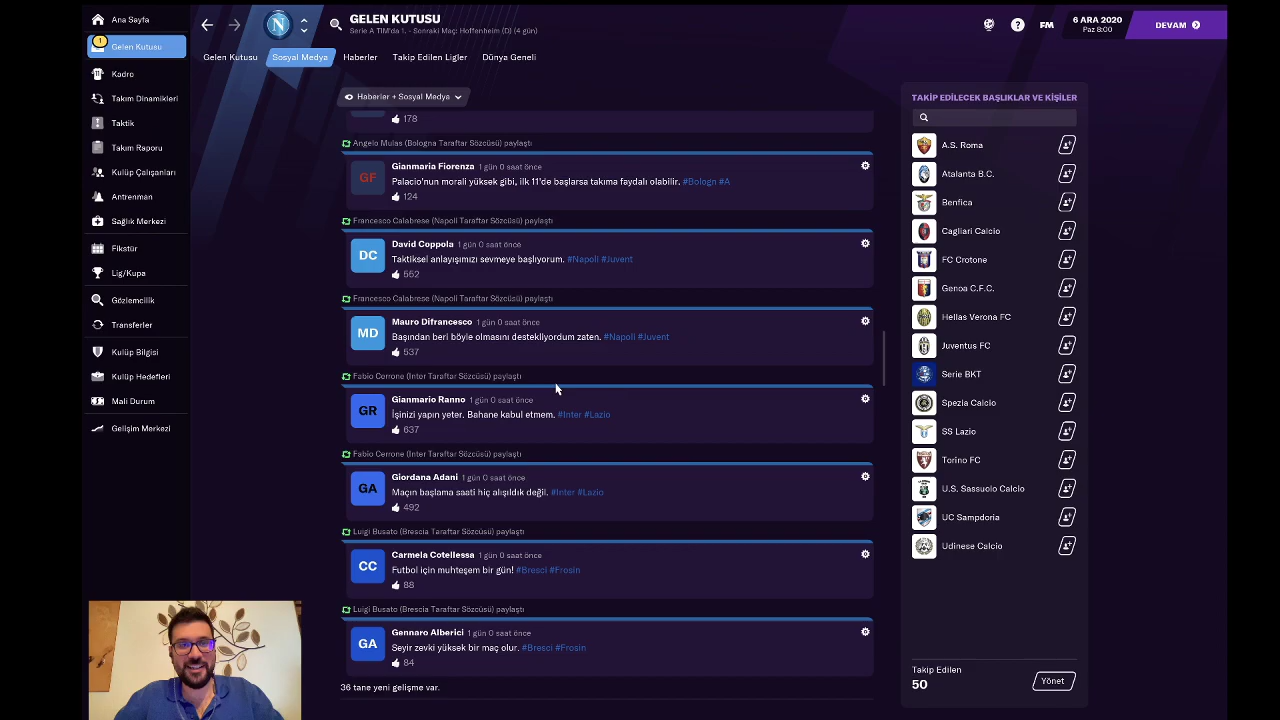 Ana Sayfa
1
Gelen Kutusu
Kadro
Takım Dinamikleri
Taktik
Takım Raporu
Kulüp Çalışanları
Antrenman
Sağlık Merkezi
Fikstür
Lig/Kupa
Gözlemcilik
Transferler
Kulüp Bilgisi
Kulüp Hedefleri
Mali Durum
Gelişim Merkezi
N
GELEN KUTUSU
Serie A TIM'da 1. - Sonraki Maç: Hoffenheim (D) (4 gün)
?
FM
6 ARA 2020
Paz 8:00
DEVAM
Gelen Kutusu
Sosyal Medya
Haberler
Takip Edilen Ligler
Dünya Geneli
Haberler + Sosyal Medya
178
Angelo Mulas (Bologna Taraftar Sözcüsü) paylaştı
GF
Gianmaria Fiorenza 1 gün 0 saat önce
Palacio'nun morali yüksek gibi, ilk 11'de başlarsa takıma faydalı olabilir. #Bologn #A
124
Francesco Calabrese (Napoli Taraftar Sözcüsü) paylaştı
DC
David Coppola 1 gün 0 saat önce
Taktiksel anlayışımızı sevmeye başlıyorum. #Napoli #Juvent
552
Francesco Calabrese (Napoli Taraftar Sözcüsü) paylaştı
MD
Mauro Difrancesco 1 gün 0 saat önce
Başından beri böyle olmasını destekliyordum zaten. #Napoli #Juvent
537
Fabio Cerrone (Inter Taraftar Sözcüsü) paylaştı
GR
Gianmario Ranno 1 gün 0 saat önce
İşinizi yapın yeter. Bahane kabul etmem. #Inter #Lazio
637
Fabio Cerrone (Inter Taraftar Sözcüsü) paylaştı
GA
Giordana Adani 1 gün 0 saat önce
Maçın başlama saati hiç alışıldık değil. #Inter #Lazio
492
Luigi Busato (Brescia Taraftar Sözcüsü) paylaştı
CC
Carmela Cotellessa 1 gün 0 saat önce
Futbol için muhteşem bir gün! #Bresci #Frosin
88
Luigi Busato (Brescia Taraftar Sözcüsü) paylaştı
GA
Gennaro Alberici 1 gün 0 saat önce
Seyir zevki yüksek bir maç olur. #Bresci #Frosin
84
36 tane yeni gelişme var.
TAKİP EDİLECEK BAŞLIKLAR VE KİŞİLER
A.S. Roma
Atalanta B.C.
Benfica
Cagliari Calcio
FC Crotone
Genoa C.F.C.
Hellas Verona FC
Juventus FC
Serie BKT
Spezia Calcio
SS Lazio
Torino FC
U.S. Sassuolo Calcio
UC Sampdoria
Udinese Calcio
Takip Edilen
50
Yönet